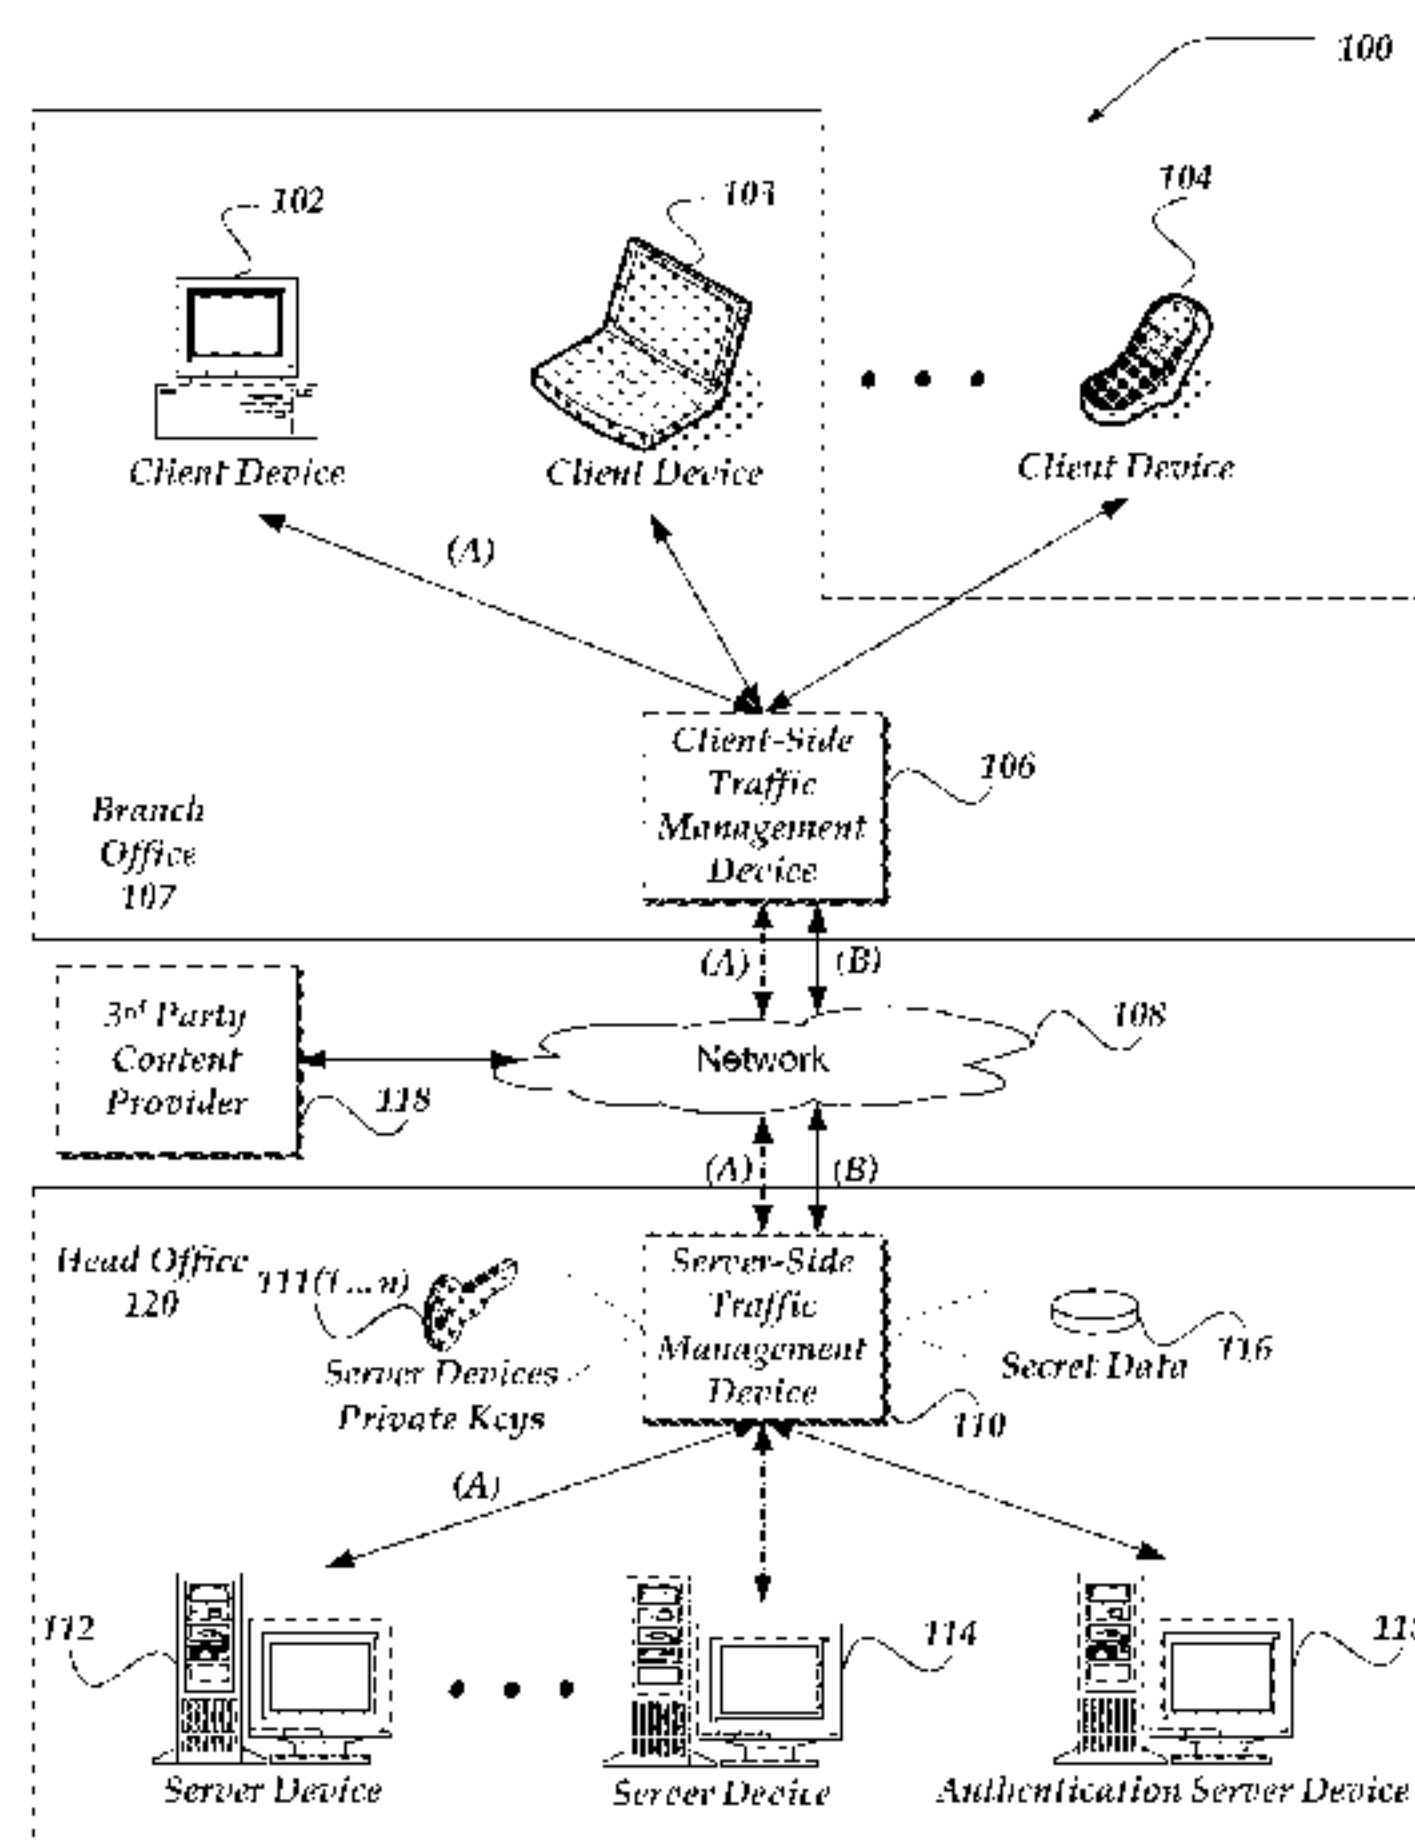 100
102
103
104
Client Device
Client Device
Client Device
(A)
Client-Side
Traffic
Management
Device
106
Branch
Office
107
(A)
(B)
3rd Party
Content
Provider
118
Network
108
(A)
(B)
Head Office
120
111(1...n)
Server Devices
Private Keys
Server-Side
Traffic
Management
Device
110
Secret Data
116
(A)
112
114
Server Device
Server Device
Authentication Server Device